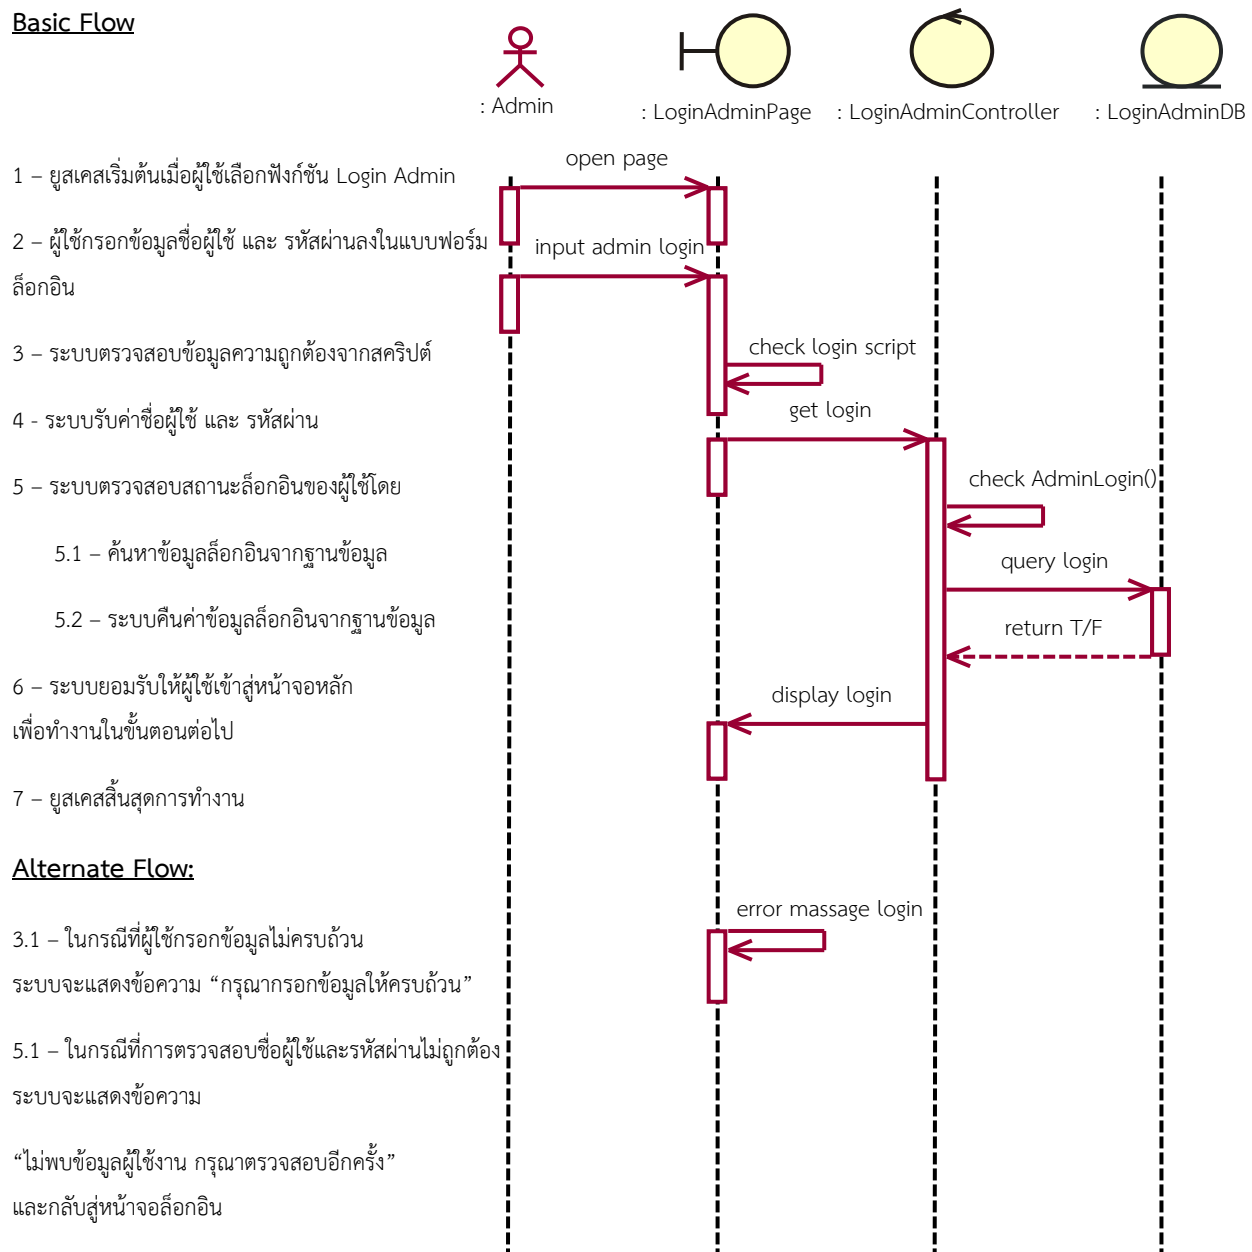 Basic Flow
: Admin
: LoginAdminPage
: LoginAdminController
: LoginAdminDB
open page
1 – ยูสเคสเริ่มต้นเมื่อผู้ใช้เลือกฟังก์ชัน Login Admin
2 – ผู้ใช้กรอกข้อมูลชื่อผู้ใช้ และ รหัสผ่านลงในแบบฟอร์ม
ล็อกอิน
input admin login
3 – ระบบตรวจสอบข้อมูลความถูกต้องจากสคริปต์
check login script
4 - ระบบรับค่าชื่อผู้ใช้ และ รหัสผ่าน
get login
5 – ระบบตรวจสอบสถานะล็อกอินของผู้ใช้โดย
check AdminLogin()
5.1 – ค้นหาข้อมูลล็อกอินจากฐานข้อมูล
query login
5.2 – ระบบคืนค่าข้อมูลล็อกอินจากฐานข้อมูล
return T/F
6 – ระบบยอมรับให้ผู้ใช้เข้าสู่หน้าจอหลัก
เพื่อทำงานในขั้นตอนต่อไป
display login
7 – ยูสเคสสิ้นสุดการทำงาน
Alternate Flow:
error massage login
3.1 – ในกรณีที่ผู้ใช้กรอกข้อมูลไม่ครบถ้วน
ระบบจะแสดงข้อความ “กรุณากรอกข้อมูลให้ครบถ้วน”
5.1 – ในกรณีที่การตรวจสอบชื่อผู้ใช้และรหัสผ่านไม่ถูกต้อง
ระบบจะแสดงข้อความ
“ไม่พบข้อมูลผู้ใช้งาน กรุณาตรวจสอบอีกครั้ง”
และกลับสู่หน้าจอล็อกอิน